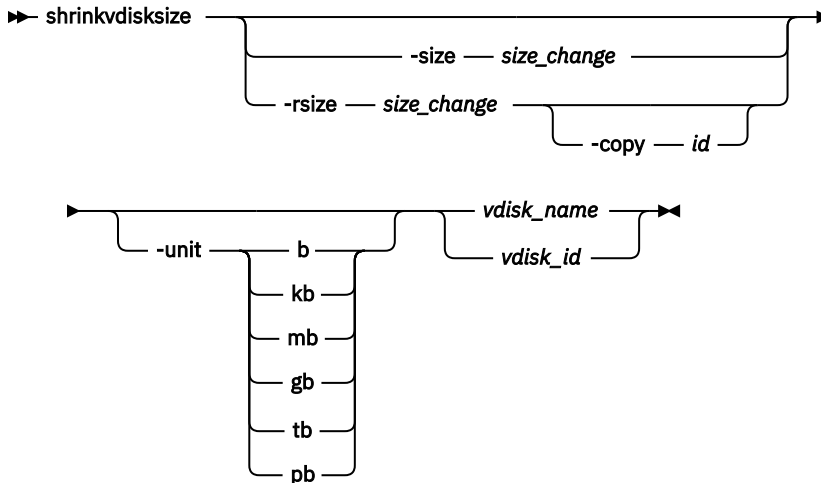 shrinkvdisksize
-size size_change
-rsize size_change
-copy id
vdisk_name
-unit b
vdisk_id
kb
mb
gb
tb
pb